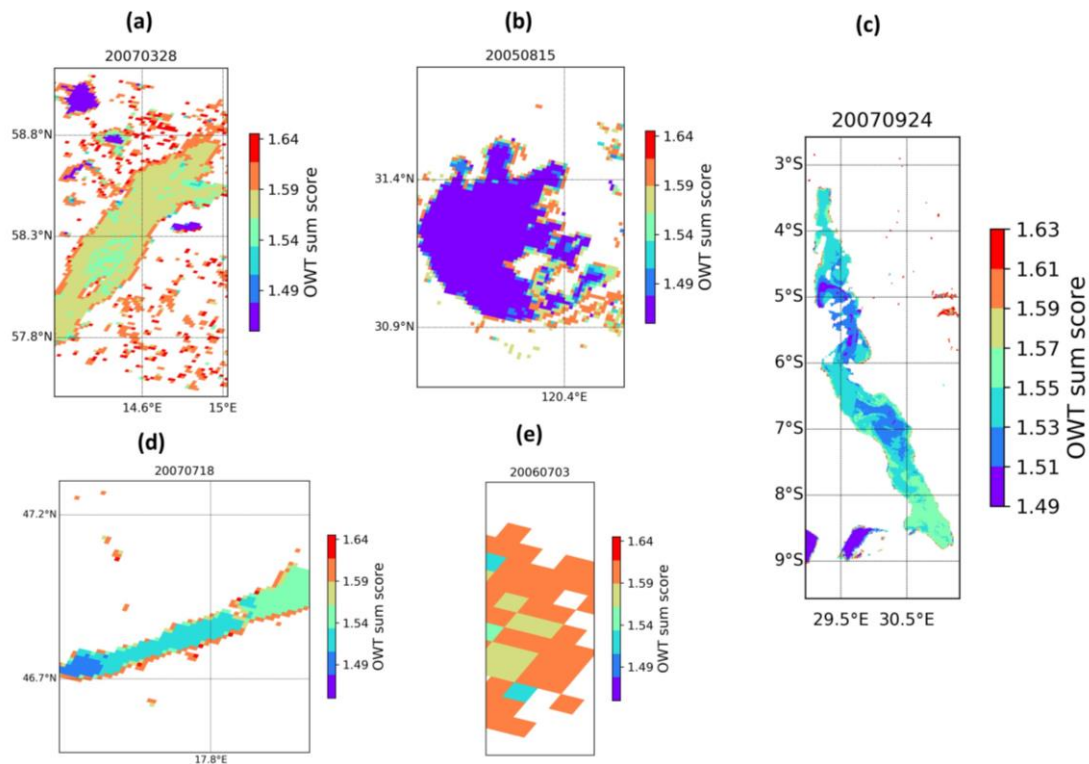 (a)
20070328
58.8°N
58.3°N
57.8°N
14.6°E
15°E
1.64
1.59
1.54
1.49
OWT sum score
(b)
20050815
31.4°N
30.9°N
120.4°E
1.64
1.59
1.54
1.49
OWT sum score
(c)
20070924
3°S
4°S
5°S
6°S
7°S
8°S
9°S
29.5°E
30.5°E
1.63
1.61
1.59
1.57
1.55
1.53
1.51
1.49
OWT sum score
(d)
20070718
47.2°N
46.7°N
17.8°E
1.64
1.59
1.54
1.49
OWT sum score
(e)
20060703
1.64
1.59
1.54
1.49
OWT sum score